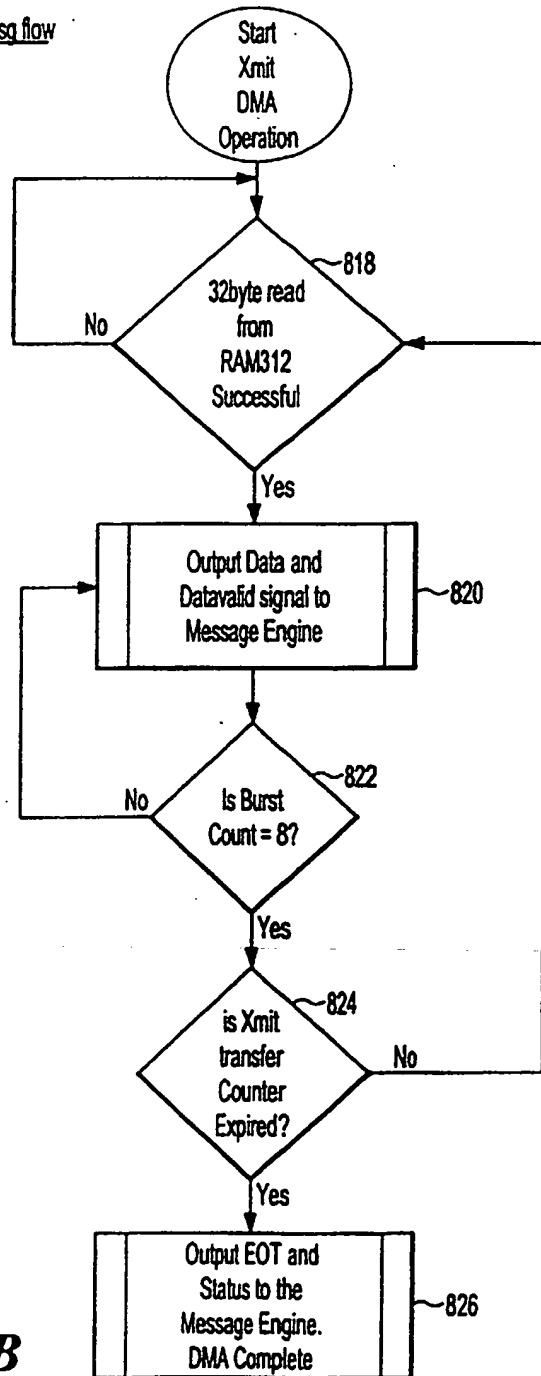 sg flow
Start
Xmit
DMA
Operation
818
32byte read
from
RAM312
Successful
No
Yes
Output Data and
Datavalid signal to
Message Engine
820
822
Is Burst
Count = 8?
No
Yes
824
is Xmit
transfer
Counter
Expired?
No
Yes
Output EOT and
Status to the
Message Engine.
DMA Complete
826
B